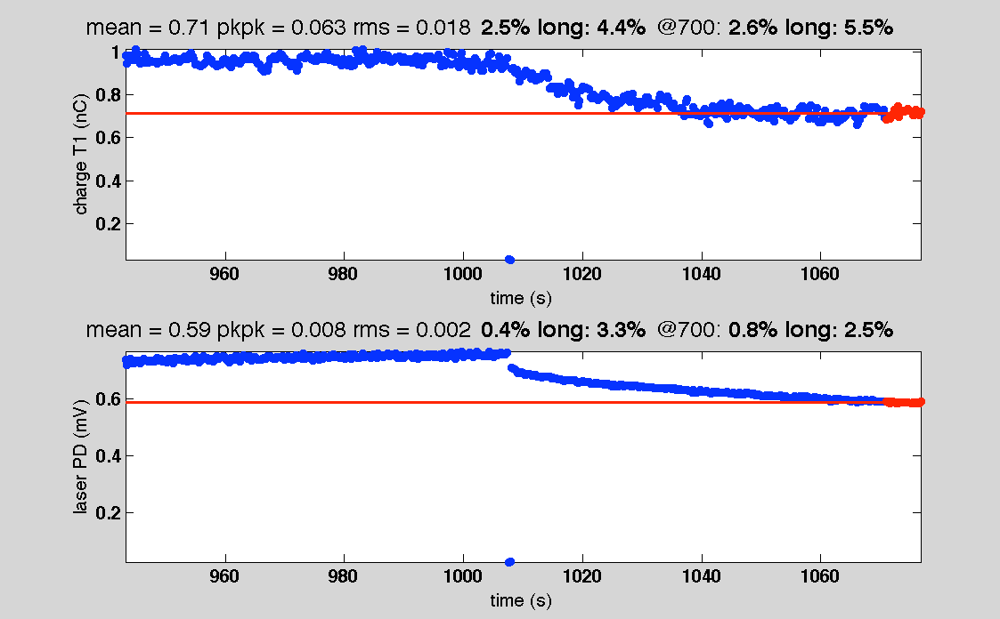 mean = 0.71 pkpk = 0.063 rms = 0.018 2.5% long: 4.4% @700: 2.6% long: 5.5%
1
0.8
0.6
0.4
0.2
charge T1 (nC)
960 980 1000 1020 1040 1060
time (s)
mean = 0.59 pkpk = 0.008 rms = 0.002 0.4% long: 3.3% @700: 0.8% long: 2.5%
0.6
0.4
0.2
laser PD (mV)
960 980 1000 1020 1040 1060
time (s)